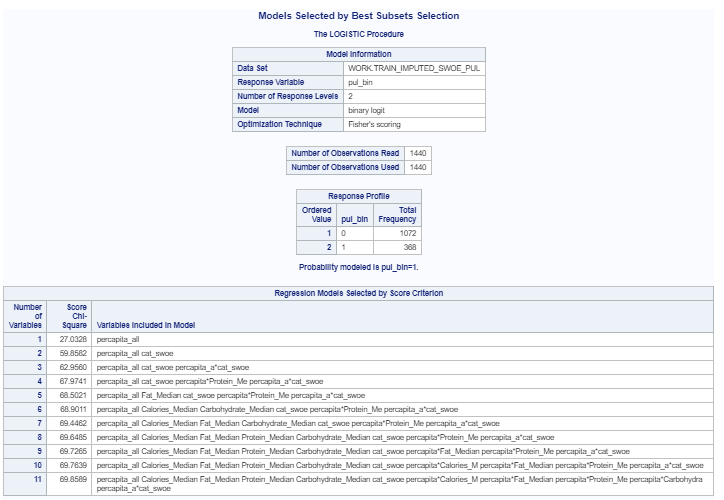 Models Selected by Best Subsets Selection
The LOGISTIC Procedure
Model Information
Data Set WORK.TRAIN_IMPUTED_SWOE_PUL
Response Variable pul_bin
Number of Response Levels 2
Model binary logit
Optimization Technique Fisher's scoring
Number of Observations Read 1440
Number of Observations Used 1440
Response Profile
Ordered Value pul_bin Total Frequency
1 0 1072
2 1 368
Probability modeled is pul_bin=1.
Regression Models Selected by Score Criterion
Number of Variables Score Chi-Square Variables Included in Model
1 27.0328 percapita_all
2 59.8582 percapita_all cat_swoe
3 62.9560 percapita_all cat_swoe percapita_a*cat_swoe
4 67.9741 percapita_all cat_swoe percapita*Protein_Me percapita_a*cat_swoe
5 68.5021 percapita_all Fat_Median cat_swoe percapita*Protein_Me percapita_a*cat_swoe
6 68.9011 percapita_all Calories_Median Carbohydrate_Median cat_swoe percapita*Protein_Me percapita_a*cat_swoe
7 69.4462 percapita_all Calories_Median Fat_Median Carbohydrate_Median cat_swoe percapita*Protein_Me percapita_a*cat_swoe
8 69.6485 percapita_all Calories_Median Fat_Median Protein_Median Carbohydrate_Median cat_swoe percapita*Protein_Me percapita_a*cat_swoe
9 69.7265 percapita_all Calories_Median Fat_Median Protein_Median Carbohydrate_Median cat_swoe percapita*Fat_Median percapita*Protein_Me percapita_a*cat_swoe
10 69.7639 percapita_all Calories_Median Fat_Median Protein_Median Carbohydrate_Median cat_swoe percapita*Calories_M percapita*Fat_Median percapita*Protein_Me percapita_a*cat_swoe
11 69.8589 percapita_all Calories_Median Fat_Median Protein_Median Carbohydrate_Median cat_swoe percapita*Calories_M percapita*Fat_Median percapita*Protein_Me percapita*Carbohydra
percapita_a*cat_swoe